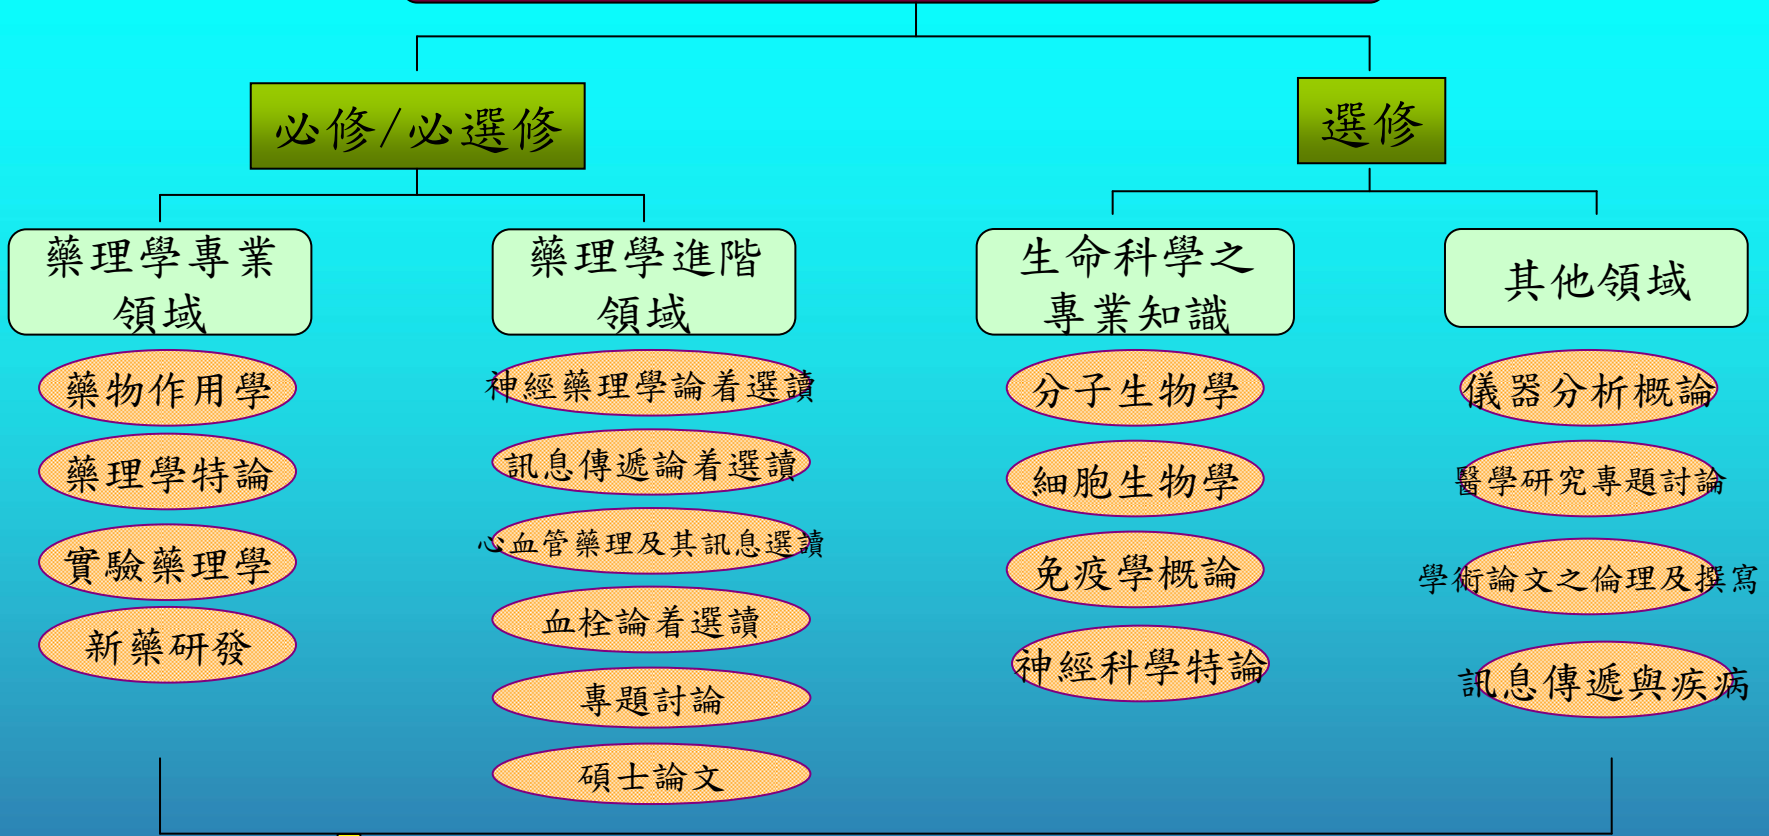 必修/必選修
選修
藥理學專業
領域
藥理學進階
領域
生命科學之
專業知識
其他領域
藥物作用學
藥理學特論
實驗藥理學
新藥研發
神經藥理學論着選讀
訊息傳遞論着選讀
心血管藥理及其訊息選讀
血栓論着選讀
專題討論
碩士論文
分子生物學
細胞生物學
免疫學概論
神經科學特論
儀器分析概論
醫學研究專題討論
學術論文之倫理及撰寫
訊息傳遞與疾病